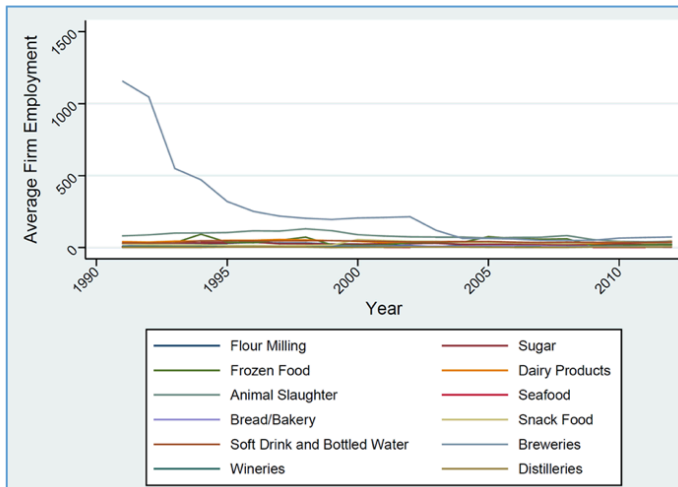 1500
1000
500
0
Average Firm Employment
1990
1995
2000
2005
2010
Year
Flour Milling
Sugar
Frozen Food
Dairy Products
Animal Slaughter
Seafood
Bread/Bakery
Snack Food
Soft Drink and Bottled Water
Breweries
Wineries
Distilleries